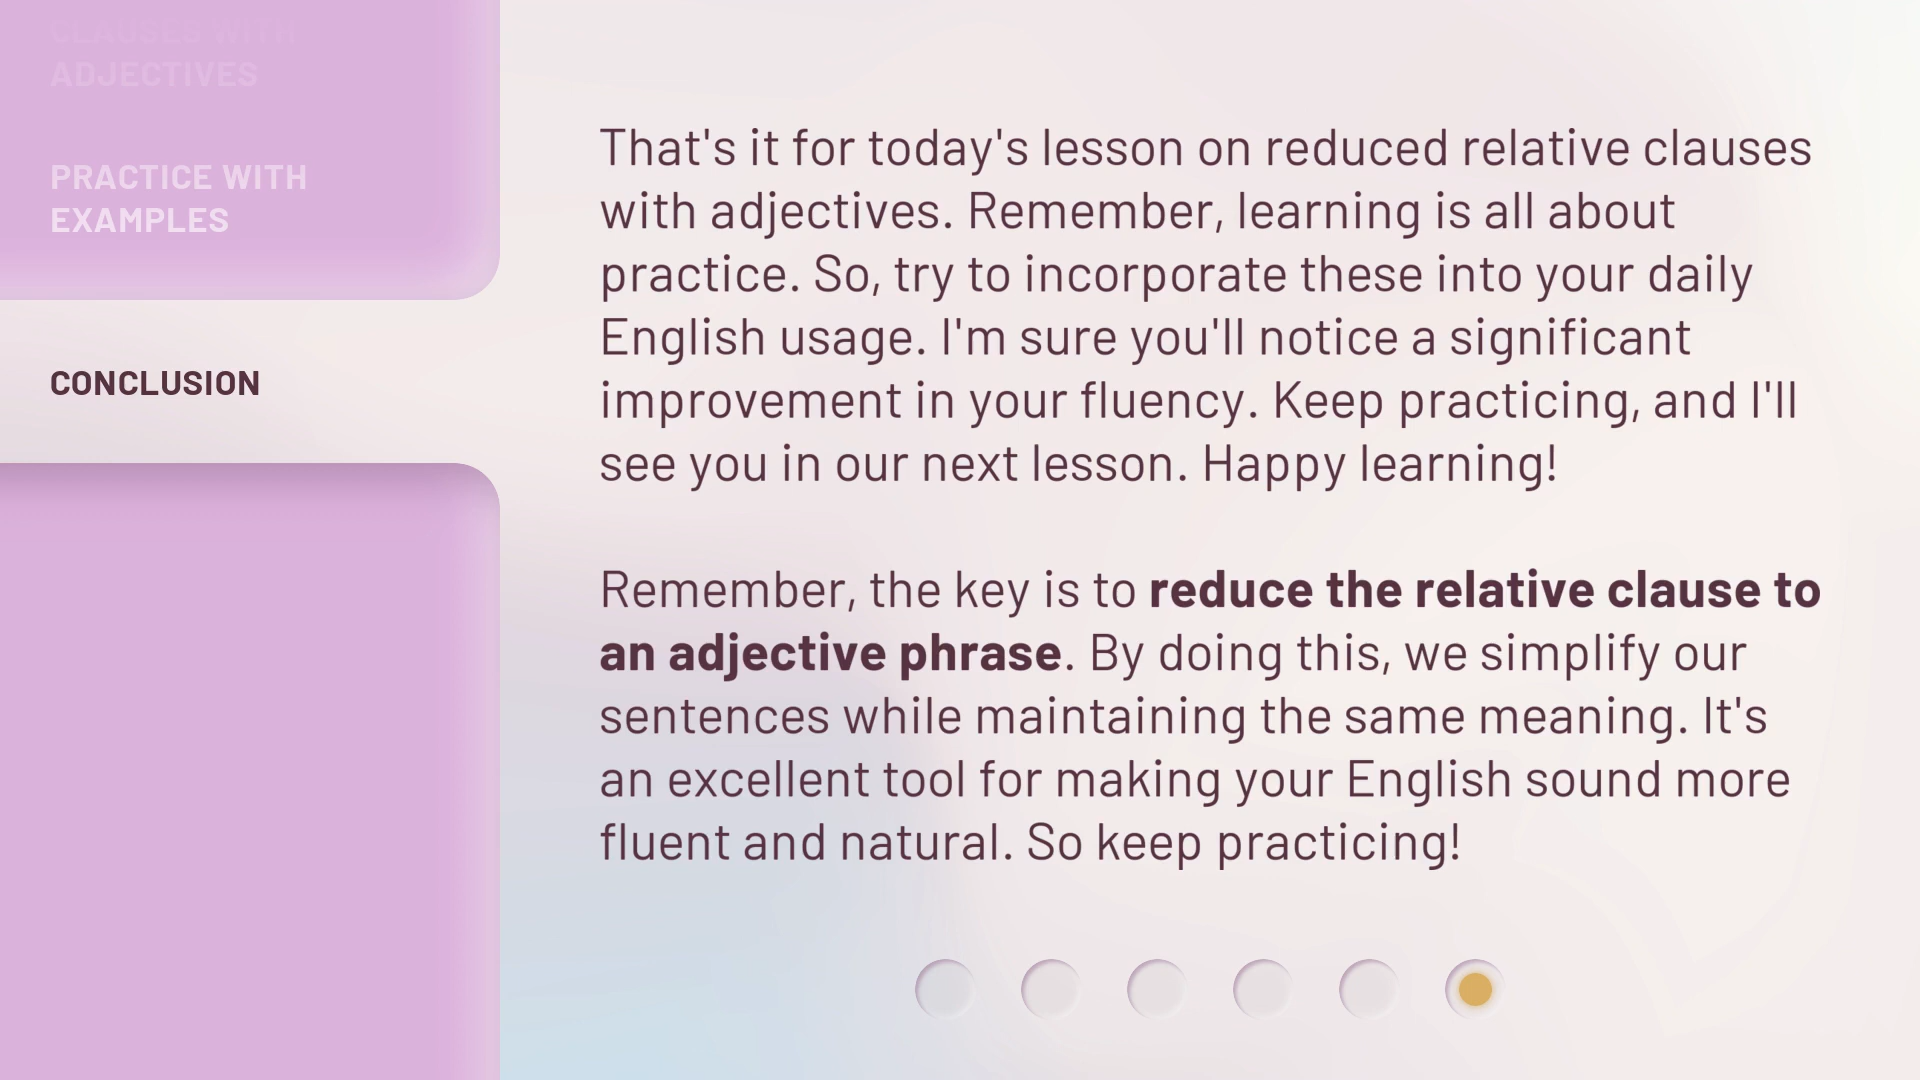 CLAUSES WITH
ADJECTIVES
PRACTICE WITH
EXAMPLES
CONCLUSION
That's it for today's lesson on reduced relative clauses
with adjectives. Remember, learning is all about
practice. So, try to incorporate these into your daily
English usage. I'm sure you'll notice a significant
improvement in your fluency. Keep practicing, and I'll
see you in our next lesson. Happy learning!
Remember, the key is to reduce the relative clause to
an adjective phrase. By doing this, we simplify our
sentences while maintaining the same meaning. It's
an excellent tool for making your English sound more
fluent and natural. So keep practicing!